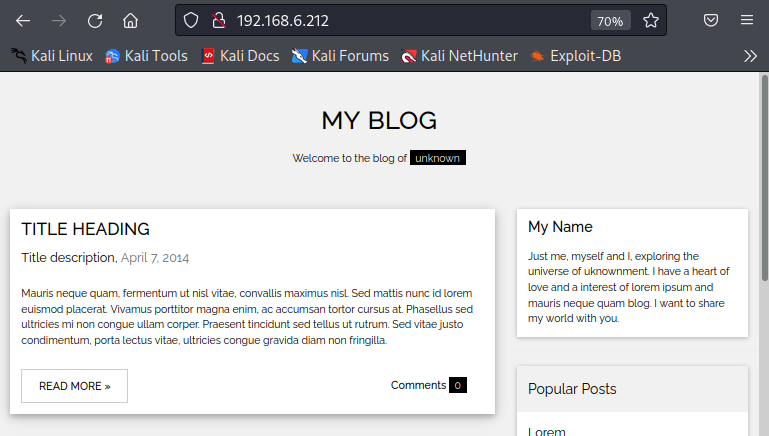 192.168.6.212
70%
Kali Linux
Kali Tools
Kali Docs
Kali Forums
Kali NetHunter
Exploit-DB
MY BLOG
Welcome to the blog of unknown
TITLE HEADING
Title description, April 7, 2014
Mauris neque quam, fermentum ut nisl vitae, convallis maximus nisl. Sed mattis nunc id lorem
euismod placerat. Vivamus porttitor magna enim, ac accumsan tortor cursus at. Phasellus sed
ultricies mi non congue ullam corper. Praesent tincidunt sed tellus ut rutrum. Sed vitae justo
condimentum, porta lectus vitae, ultricies congue gravida diam non fringilla.
READ MORE »
Comments 0
My Name
Just me, myself and I, exploring the
universe of uknownment. I have a heart of
love and a interest of lorem ipsum and
mauris neque quam blog. I want to share
my world with you.
Popular Posts
Lorem